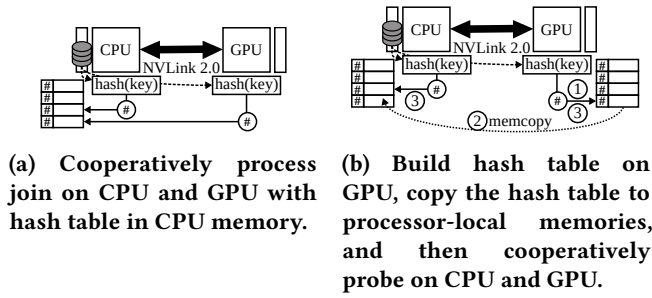 CPU
GPU
NVLink 2.0
hash(key)
hash(key)
#
#
#
#
#
#
(a) Cooperatively process
join on CPU and GPU with
hash table in CPU memory.
CPU
GPU
NVLink 2.0
hash(key)
hash(key)
#
#
#
#
#
#
#
#
#
#
1
3
3
2 memcopy
(b) Build hash table on
GPU, copy the hash table to
processor-local memories,
and then cooperatively
probe on CPU and GPU.